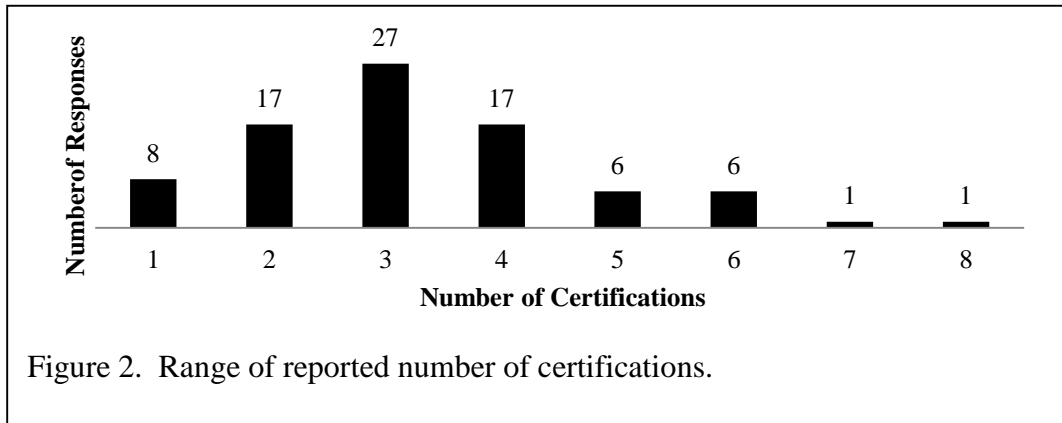 Numberof Responses
27
17
17
8
6
6
1
1
1 2 3 4 5 6 7 8
Number of Certifications
Figure 2.  Range of reported number of certifications.